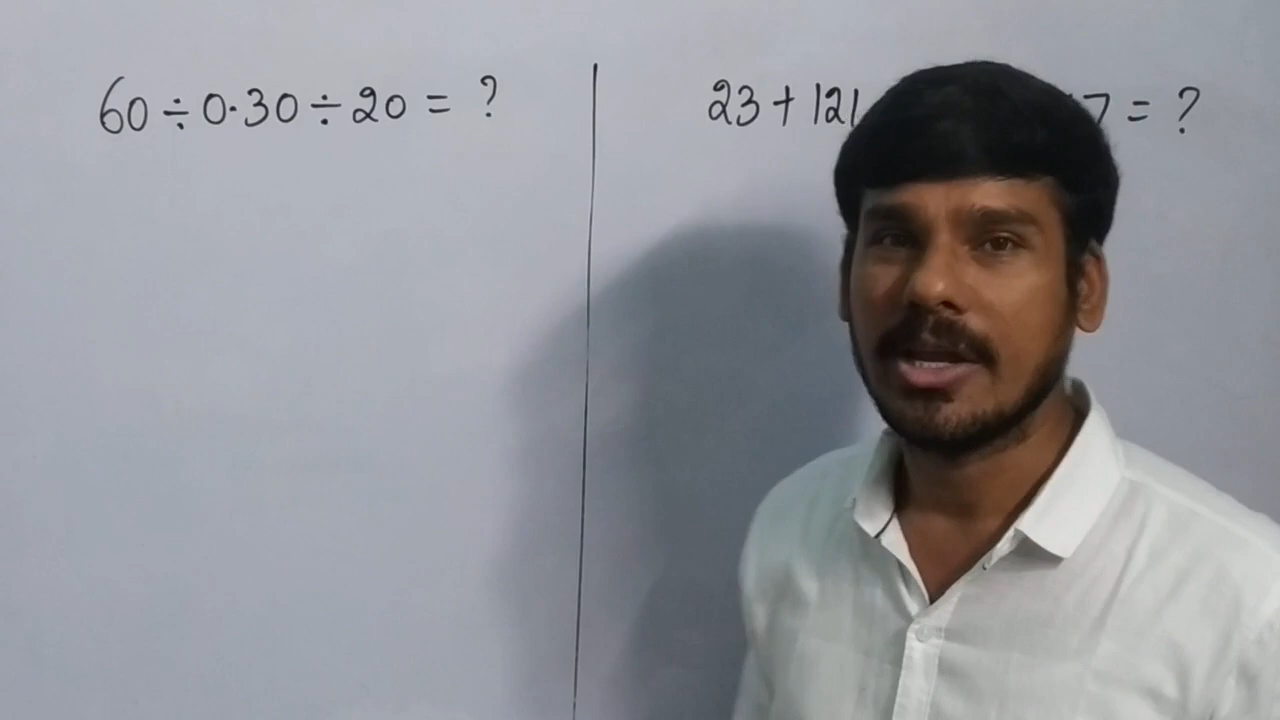 60 ÷ 0.30 ÷ 20 = ?
23 + 121 7 = ?